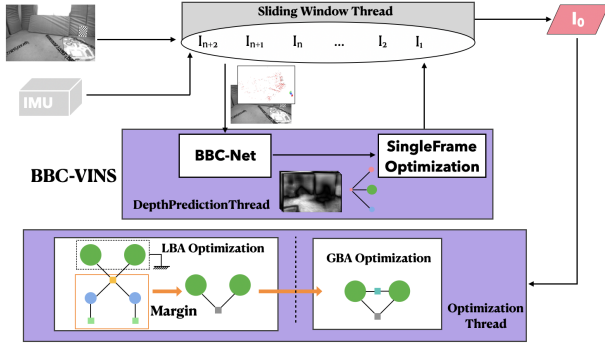 Sliding Window Thread
I₀
Iₙ₊₂ Iₙ₊₁ Iₙ ... I₂ I₁
IMU
BBC-Net
SingleFrame
Optimization
BBC-VINS
DepthPredictionThread
LBA Optimization
GBA Optimization
Margin
Optimization
Thread